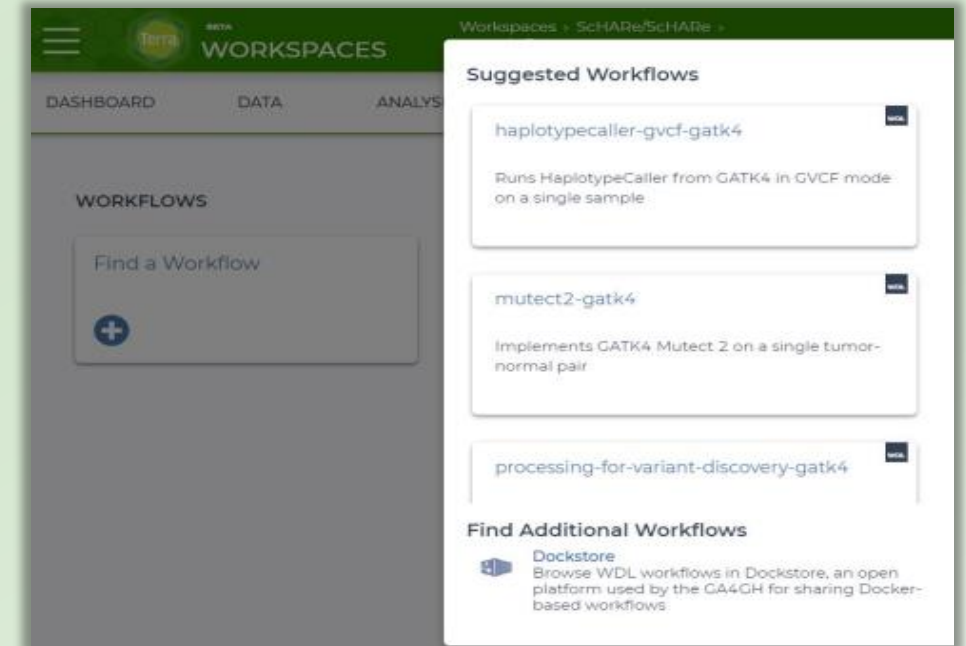 Terra
BETA
WORKSPACES
Workspaces > ScHARe/ScHARe >
DASHBOARD DATA ANALYS
WORKFLOWS
Find a Workflow
Suggested Workflows
haplotypecaller-gvcf-gatk4
WDL
Runs HaplotypeCaller from GATK4 in GVCF mode
on a single sample
mutect2-gatk4
WDL
Implements GATK4 Mutect 2 on a single tumor-
normal pair
processing-for-variant-discovery-gatk4
WDL
Find Additional Workflows
Dockstore
Browse WDL workflows in Dockstore, an open
platform used by the GA4GH for sharing Docker-
based workflows